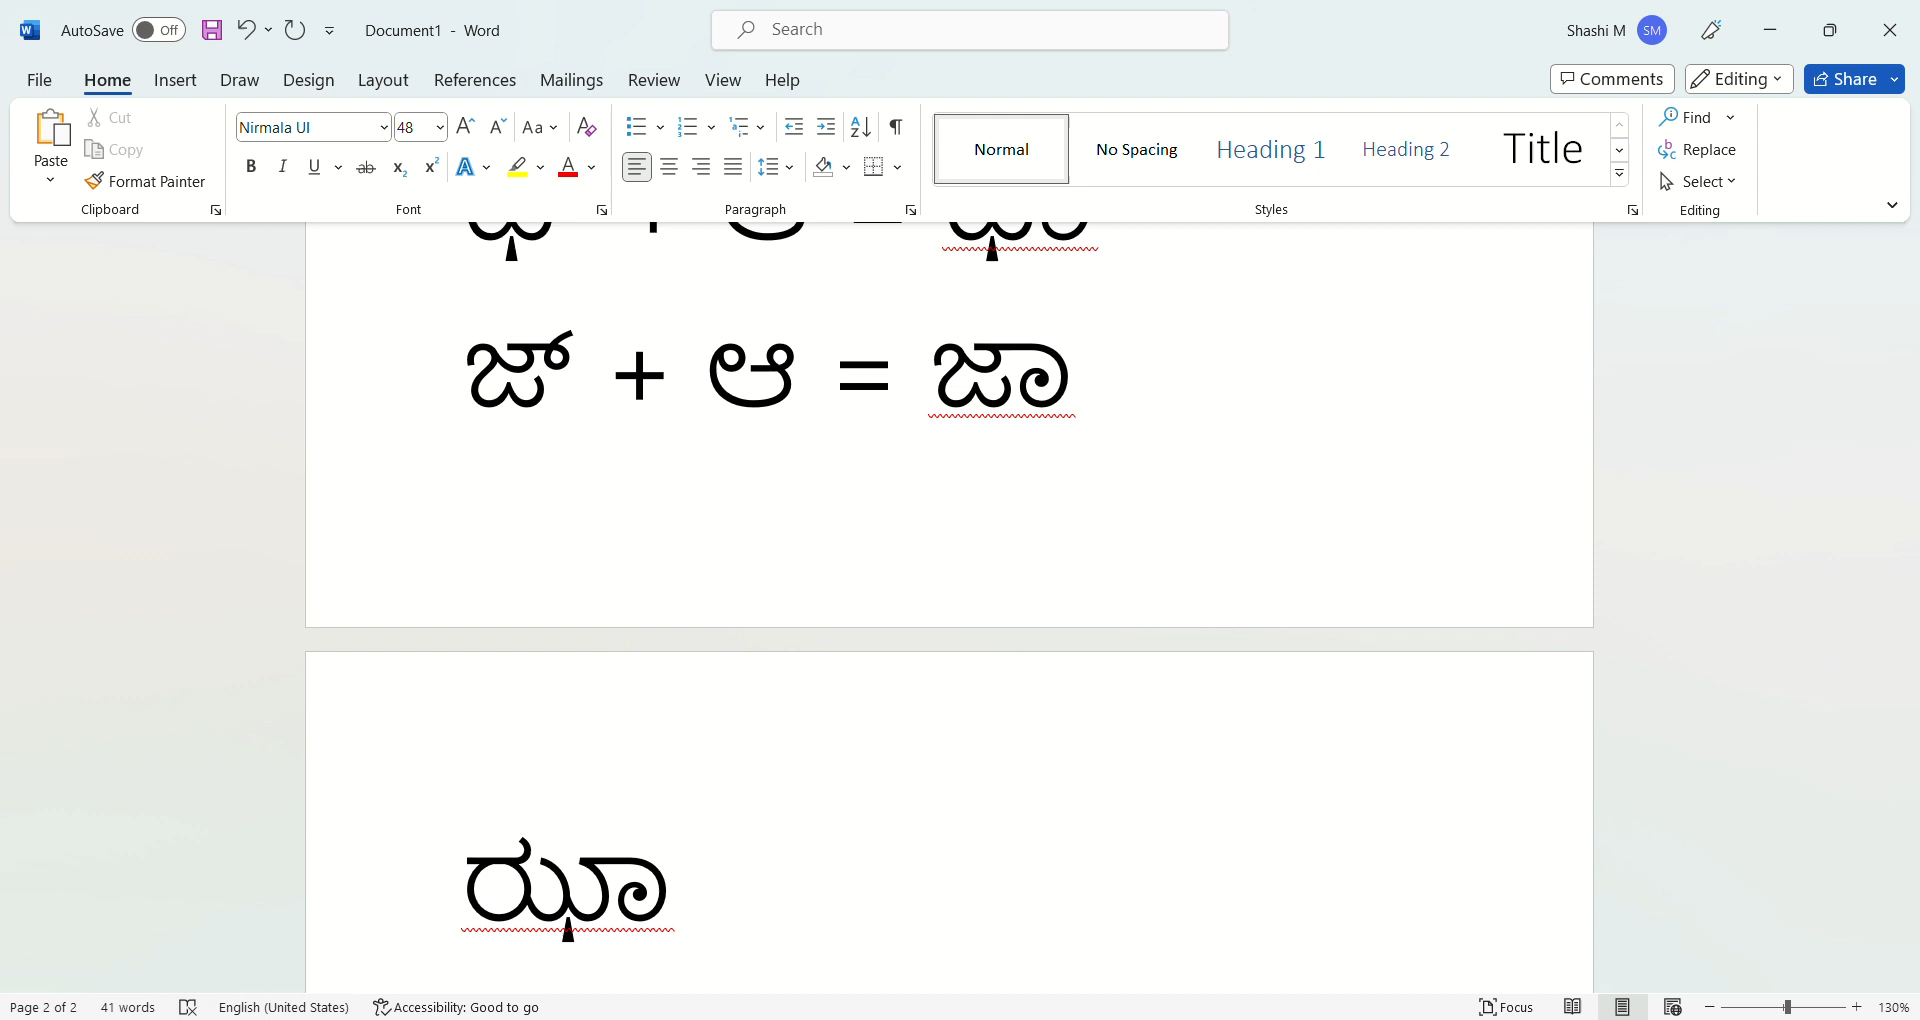 AutoSave Off Document1 - Word Search Shashi M SM
File Home Insert Draw Design Layout References Mailings Review View Help Comments Editing Share
Paste Cut Copy Format Painter Clipboard
Nirmala UI 48 Font
Paragraph
Normal No Spacing Heading 1 Heading 2 Title Styles
Find Replace Select Editing
ಜ್ + ಆ = ಜಾ
ಝಾ
Page 2 of 2 41 words English (United States) Accessibility: Good to go Focus 130%